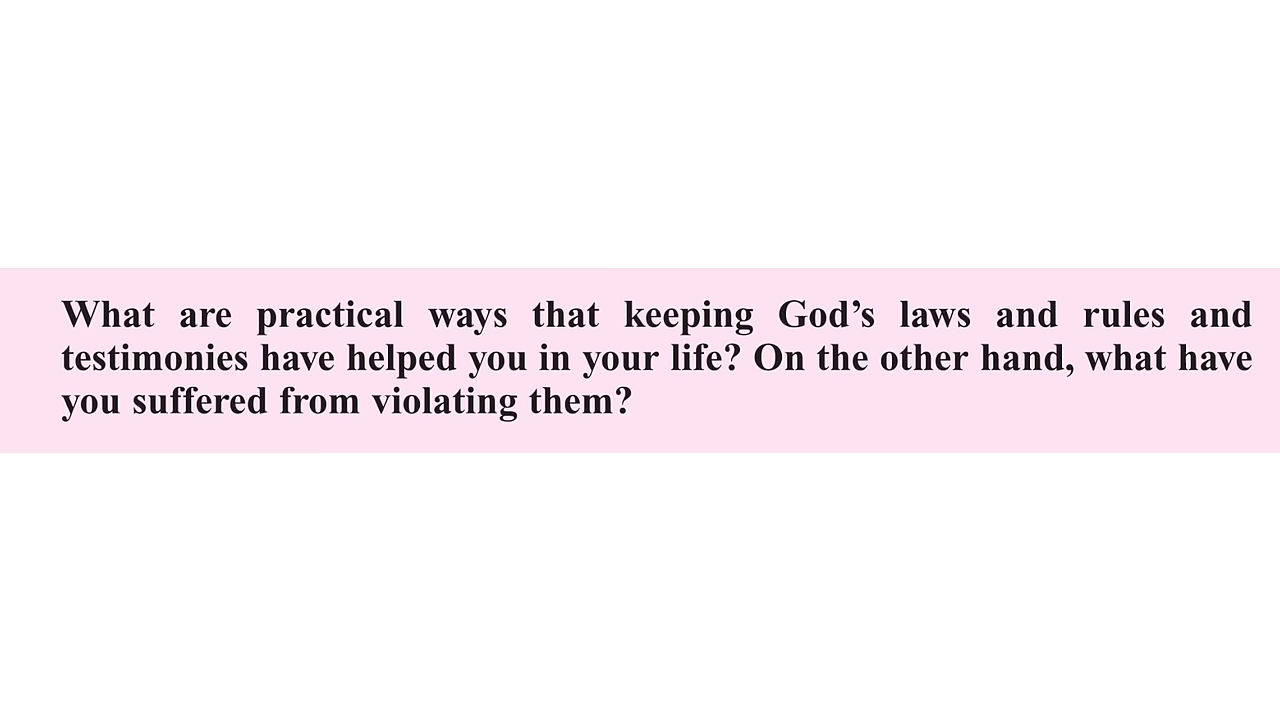 What are practical ways that keeping God’s laws and rules and
testimonies have helped you in your life? On the other hand, what have
you suffered from violating them?